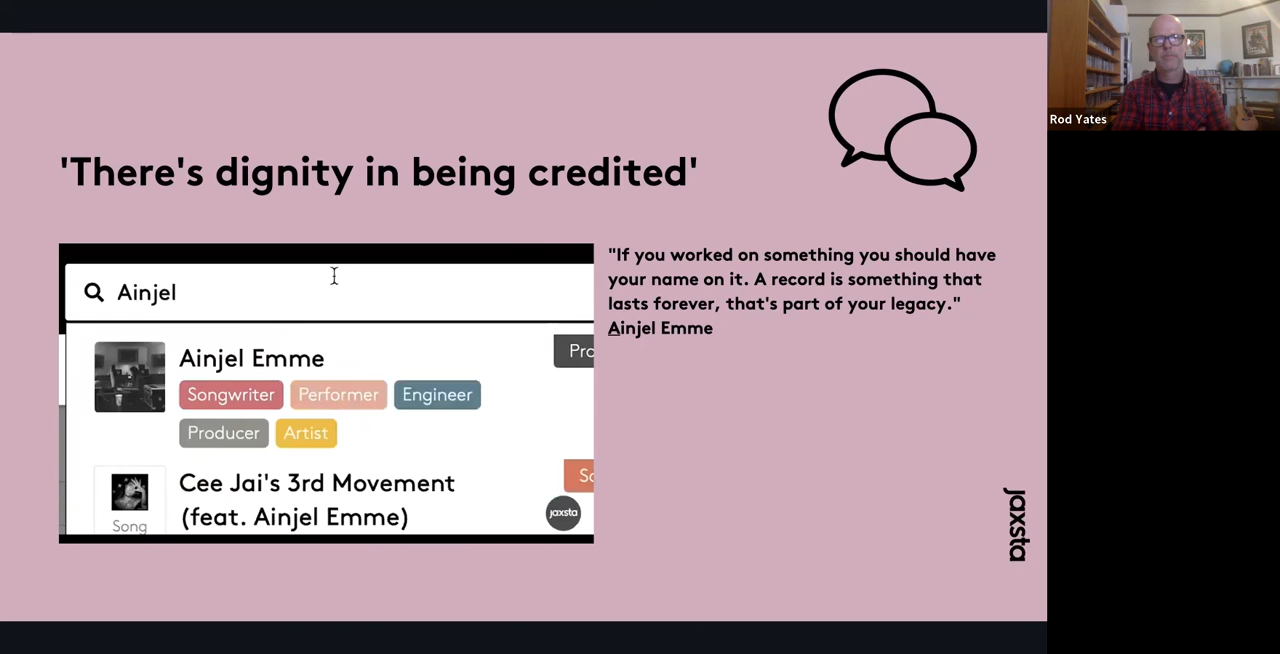 Rod Yates
'There's dignity in being credited'
Ainjel
Ainjel Emme
Pro
Songwriter Performer Engineer
Producer Artist
Cee Jai's 3rd Movement
(feat. Ainjel Emme)
Song
So
jaxsta
"If you worked on something you should have
your name on it. A record is something that
lasts forever, that's part of your legacy."
Ainjel Emme
jaxsta